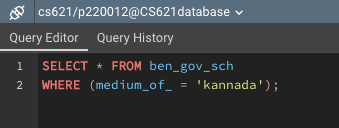 cs621/p220012@CS621database
Query Editor Query History
1 SELECT * FROM ben_gov_sch
2 WHERE (medium_of_ = 'kannada');